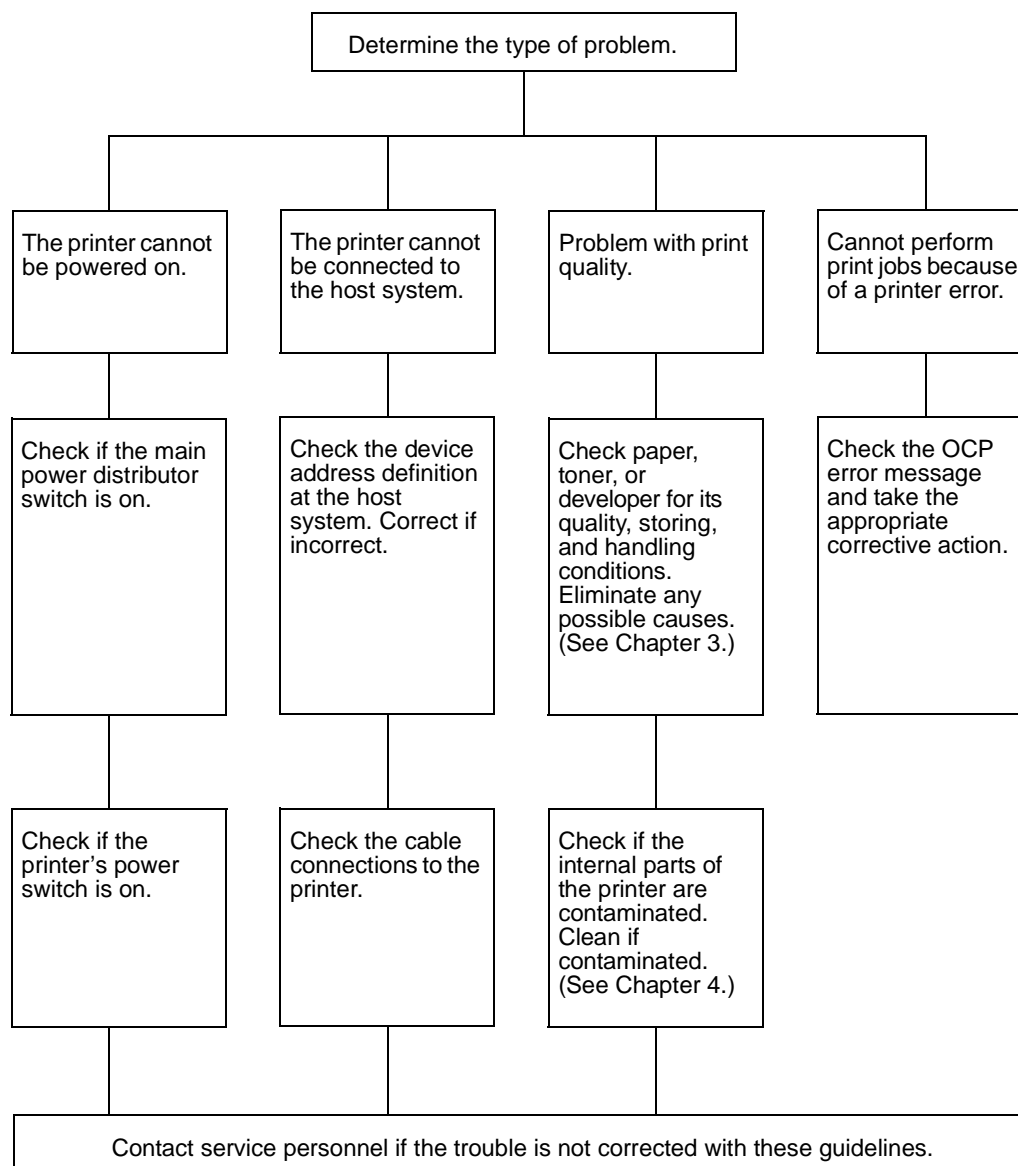 Determine the type of problem.
The printer cannot
be powered on.
The printer cannot
be connected to
the host system.
Problem with print
quality.
Cannot perform
print jobs because
of a printer error.
Check if the main
power distributor
switch is on.
Check the device
address definition
at the host
system. Correct if
incorrect.
Check paper,
toner, or
developer for its
quality, storing,
and handling
conditions.
Eliminate any
possible causes.
(See Chapter 3.)
Check the OCP
error message
and take the
appropriate
corrective action.
Check if the
printer’s power
switch is on.
Check the cable
connections to the
printer.
Check if the
internal parts of
the printer are
contaminated.
Clean if
contaminated.
(See Chapter 4.)
Contact service personnel if the trouble is not corrected with these guidelines.